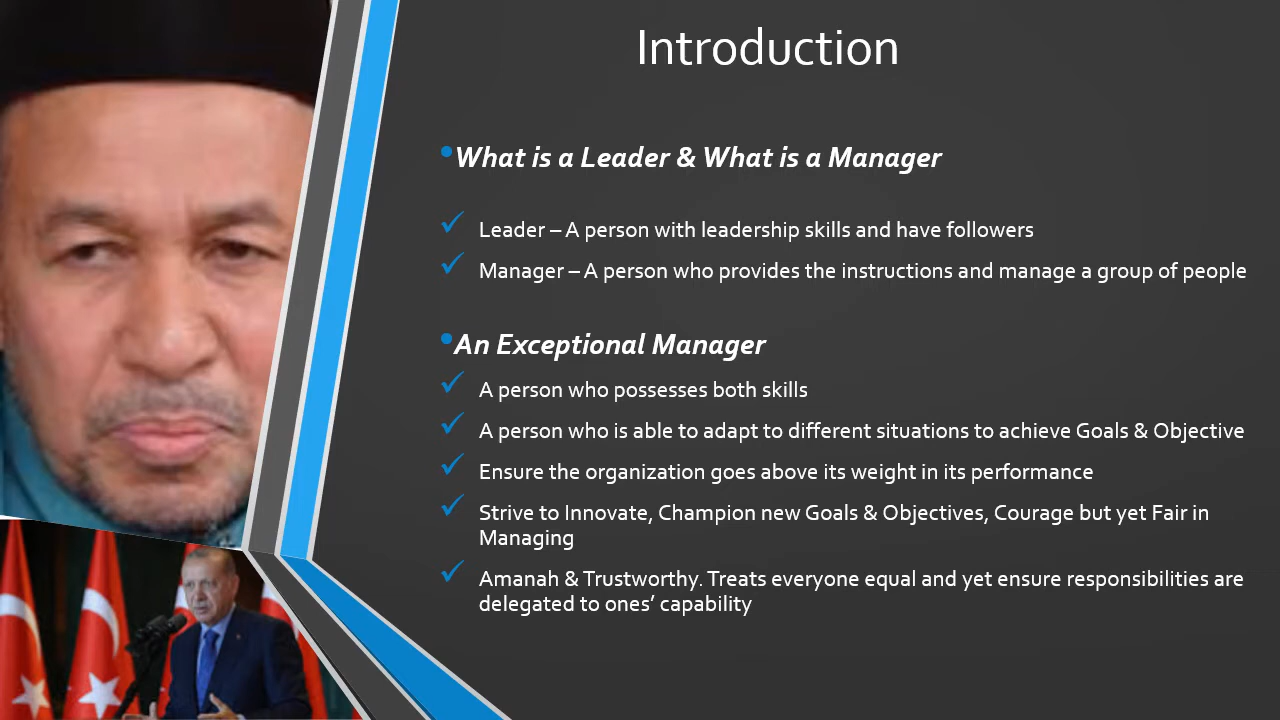 Introduction
•What is a Leader & What is a Manager
✓ Leader – A person with leadership skills and have followers
✓ Manager – A person who provides the instructions and manage a group of people
•An Exceptional Manager
✓ A person who possesses both skills
✓ A person who is able to adapt to different situations to achieve Goals & Objective
✓ Ensure the organization goes above its weight in its performance
✓ Strive to Innovate, Champion new Goals & Objectives, Courage but yet Fair in
Managing
✓ Amanah & Trustworthy. Treats everyone equal and yet ensure responsibilities are
delegated to ones’ capability